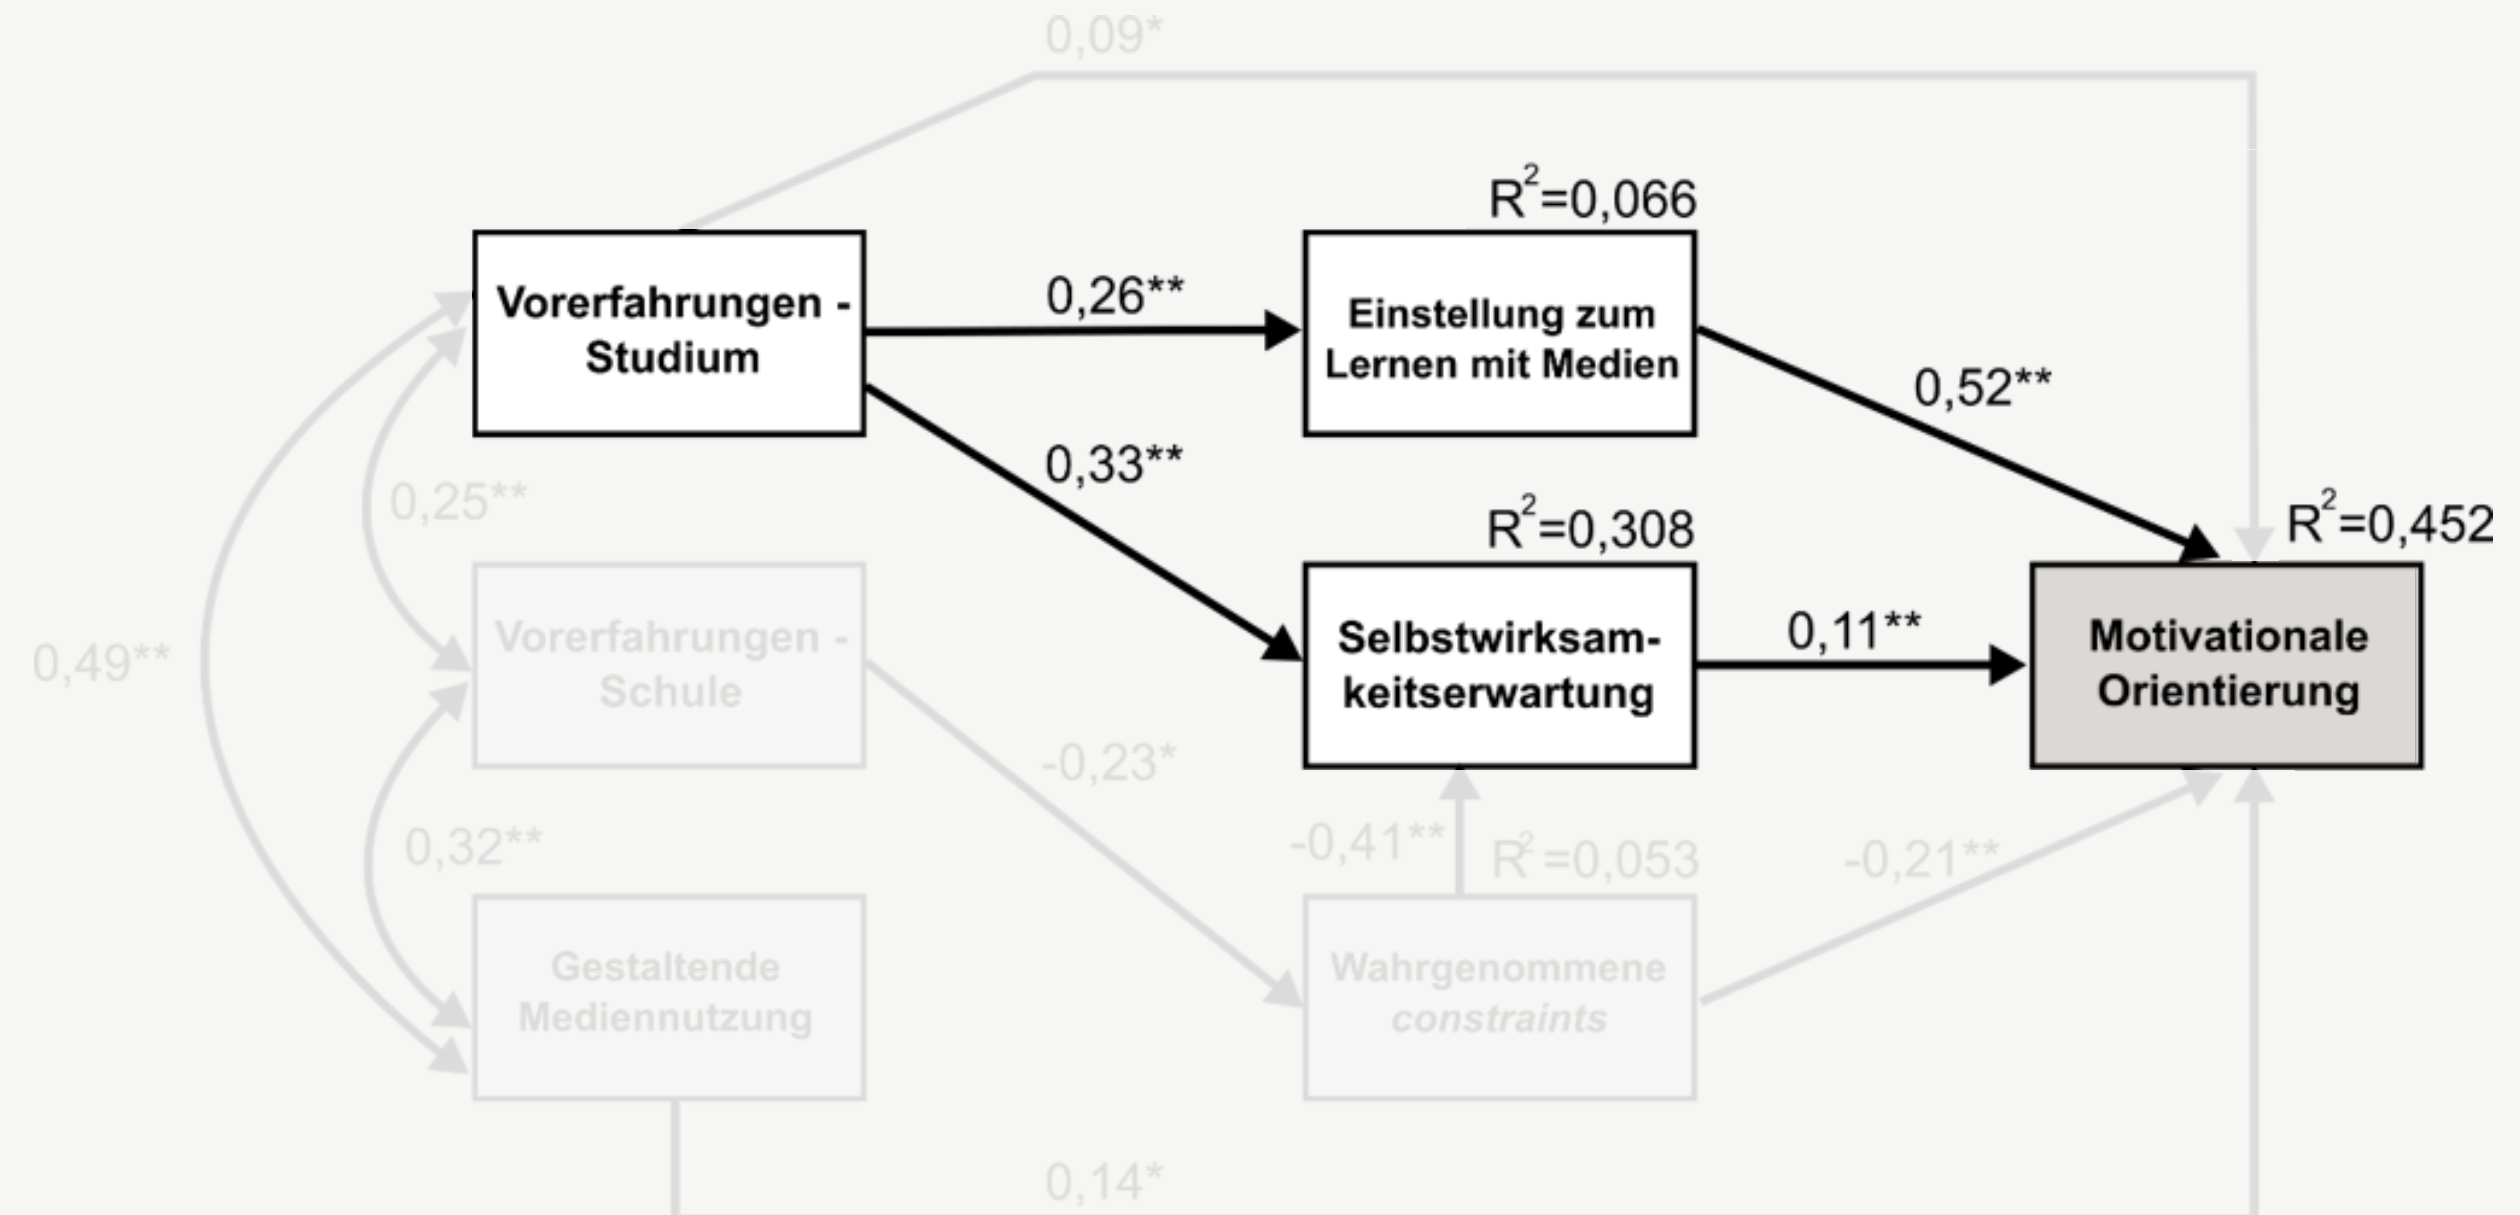 0,09*
R²=0,066
Vorerfahrungen -
Studium
0,26**
Einstellung zum
Lernen mit Medien
0,52**
0,33**
0,25**
R²=0,308
R²=0,452
Vorerfahrungen -
Schule
0,49**
Selbstwirksam-
keitserwartung
0,11**
Motivationale
Orientierung
-0,23*
0,32**
-0,41**
R²=0,053
-0,21**
Gestaltende
Mediennutzung
Wahrgenommene
constraints
0,14*